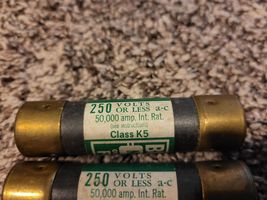 250 VOLTS OR LESS a-c
50,000 amp. Int. Rat.
(See Instructions)
Class K5
B
250 VOLTS OR LESS a-c
50,000 amp. Int. Rat.